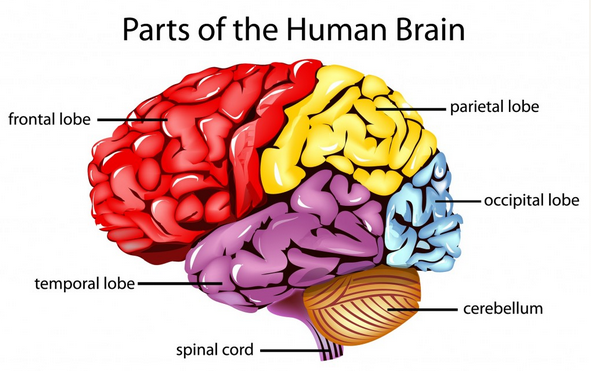 Parts of the Human Brain
frontal lobe
parietal lobe
occipital lobe
temporal lobe
cerebellum
spinal cord